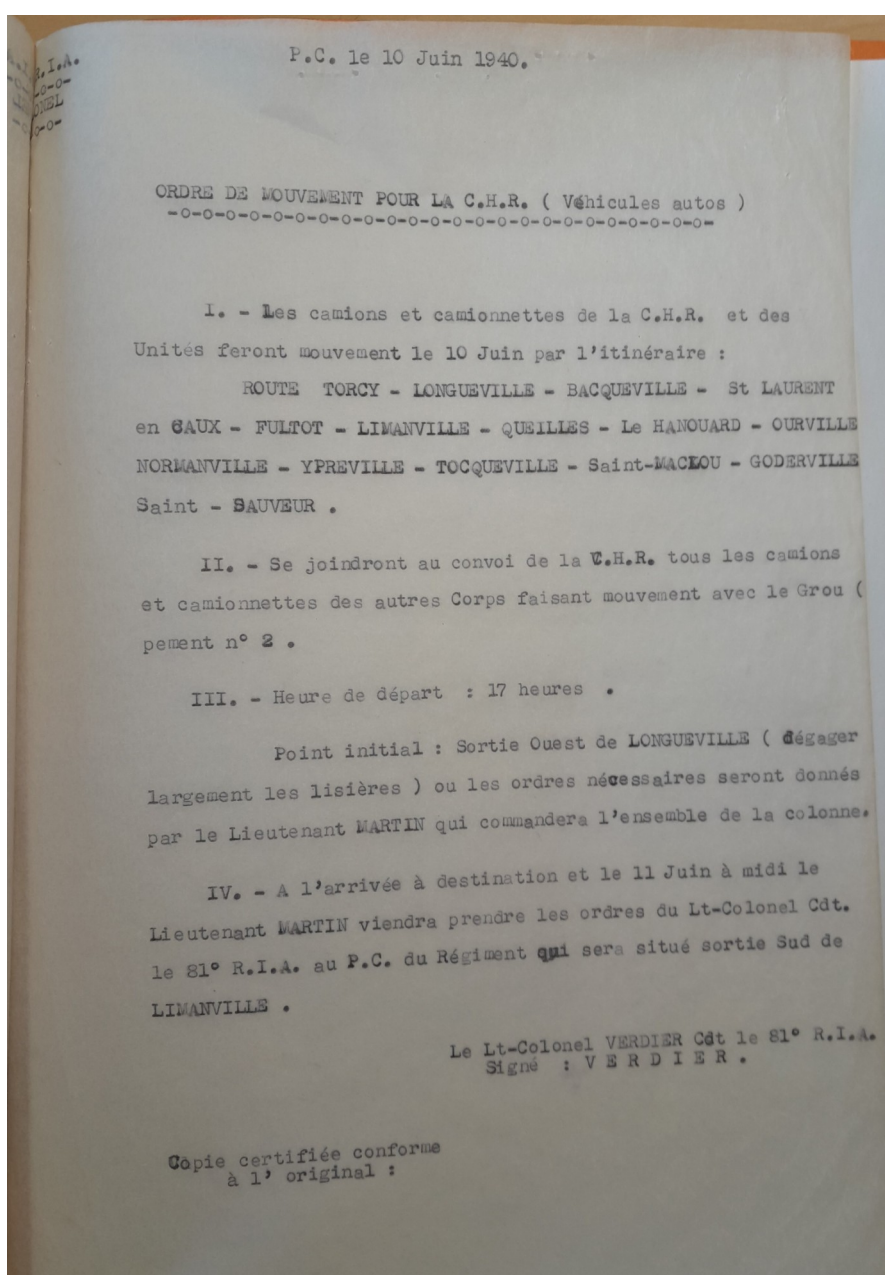 R.I.A.
-o-o-
ONEL
-o-o-
P.C. le 10 Juin 1940.
ORDRE DE MOUVEMENT POUR LA C.H.R. ( Véhicules autos )
-o-o-o-o-o-o-o-o-o-o-o-o-o-o-o-o-o-o-o-o-o-o-o-
I. - Les camions et camionnettes de la C.H.R. et des
Unités feront mouvement le 10 Juin par l'itinéraire :
ROUTE TORCY - LONGUEVILLE - BACQUEVILLE - St LAURENT
en CAUX - FULTOT - LIMANVILLE - QUEILLES - Le HANOUARD - OURVILLE
NORMANVILLE - YPREVILLE - TOCQUEVILLE - Saint-MACLOU - GODERVILLE
Saint - SAUVEUR .
II. - Se joindront au convoi de la C.H.R. tous les camions
et camionnettes des autres Corps faisant mouvement avec le Grou (
pement n° 2 .
III. - Heure de départ : 17 heures .
Point initial : Sortie Ouest de LONGUEVILLE ( dégager
largement les lisières ) ou les ordres nécessaires seront donnés
par le Lieutenant MARTIN qui commandera l'ensemble de la colonne.
IV. - A l'arrivée à destination et le 11 Juin à midi le
Lieutenant MARTIN viendra prendre les ordres du Lt-Colonel Cdt.
le 81° R.I.A. au P.C. du Régiment qui sera situé sortie Sud de
LIMANVILLE .
Le Lt-Colonel VERDIER Cdt le 81° R.I.A.
Signé : V E R D I E R .
Copie certifiée conforme
à l' original :